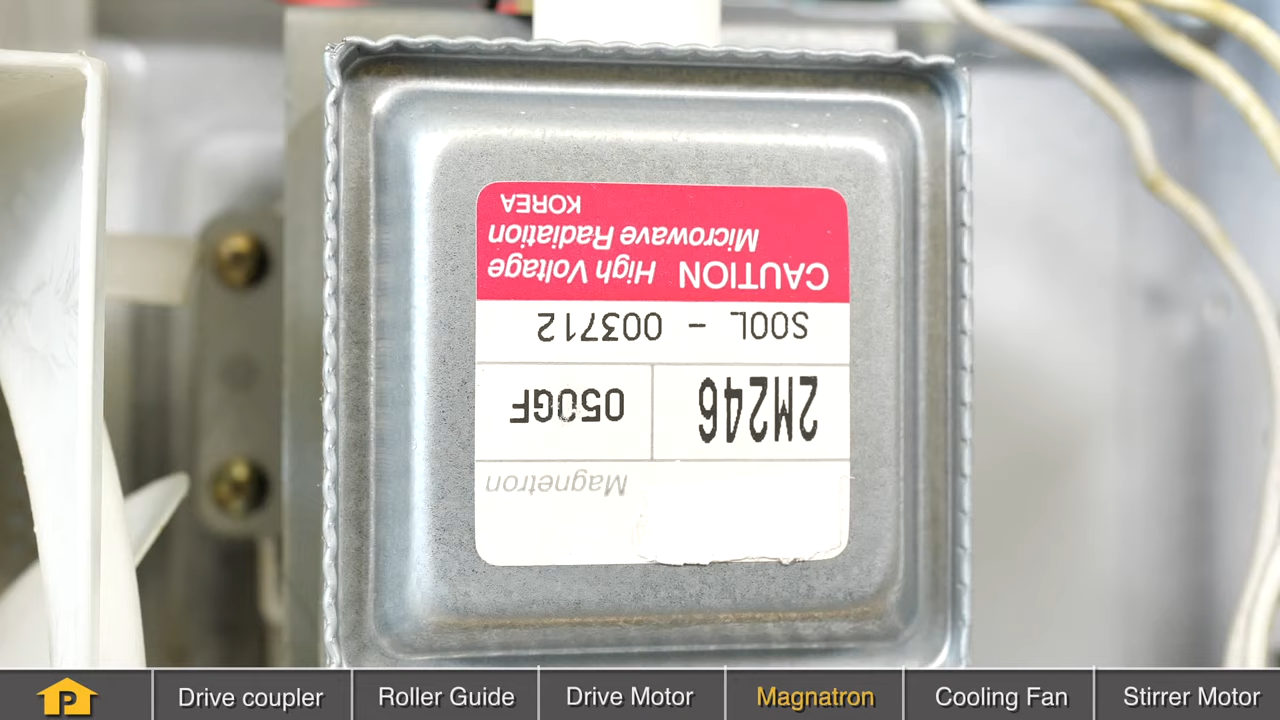 Magnetron
2M246 050GF
S00L - 003712
CAUTION High Voltage
Microwave Radiation
KOREA
P Drive coupler Roller Guide Drive Motor Magnatron Cooling Fan Stirrer Motor